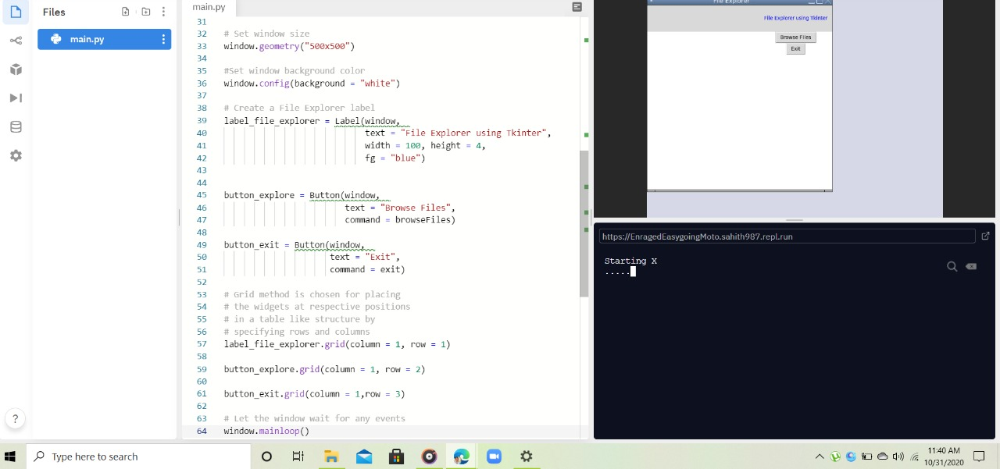 Files
main.py
main.py
31
32 # Set window size
33 window.geometry("500x500")
34
35 #Set window background color
36 window.config(background = "white")
37
38 # Create a File Explorer label
39 label_file_explorer = Label(window,
40 text = "File Explorer using Tkinter",
41 width = 100, height = 4,
42 fg = "blue")
43
44
45 button_explore = Button(window,
46 text = "Browse Files",
47 command = browseFiles)
48
49 button_exit = Button(window,
50 text = "Exit",
51 command = exit)
52
53 # Grid method is chosen for placing
54 # the widgets at respective positions
55 # in a table like structure by
56 # specifying rows and columns
57 label_file_explorer.grid(column = 1, row = 1)
58
59 button_explore.grid(column = 1, row = 2)
60
61 button_exit.grid(column = 1,row = 3)
62
63 # Let the window wait for any events
64 window.mainloop()
File Explorer
File Explorer using Tkinter
Browse Files
Exit
https://EnragedEasygoingMoto.sahith987.repl.run
Starting X
.....
?
Type here to search
11:40 AM
10/31/2020